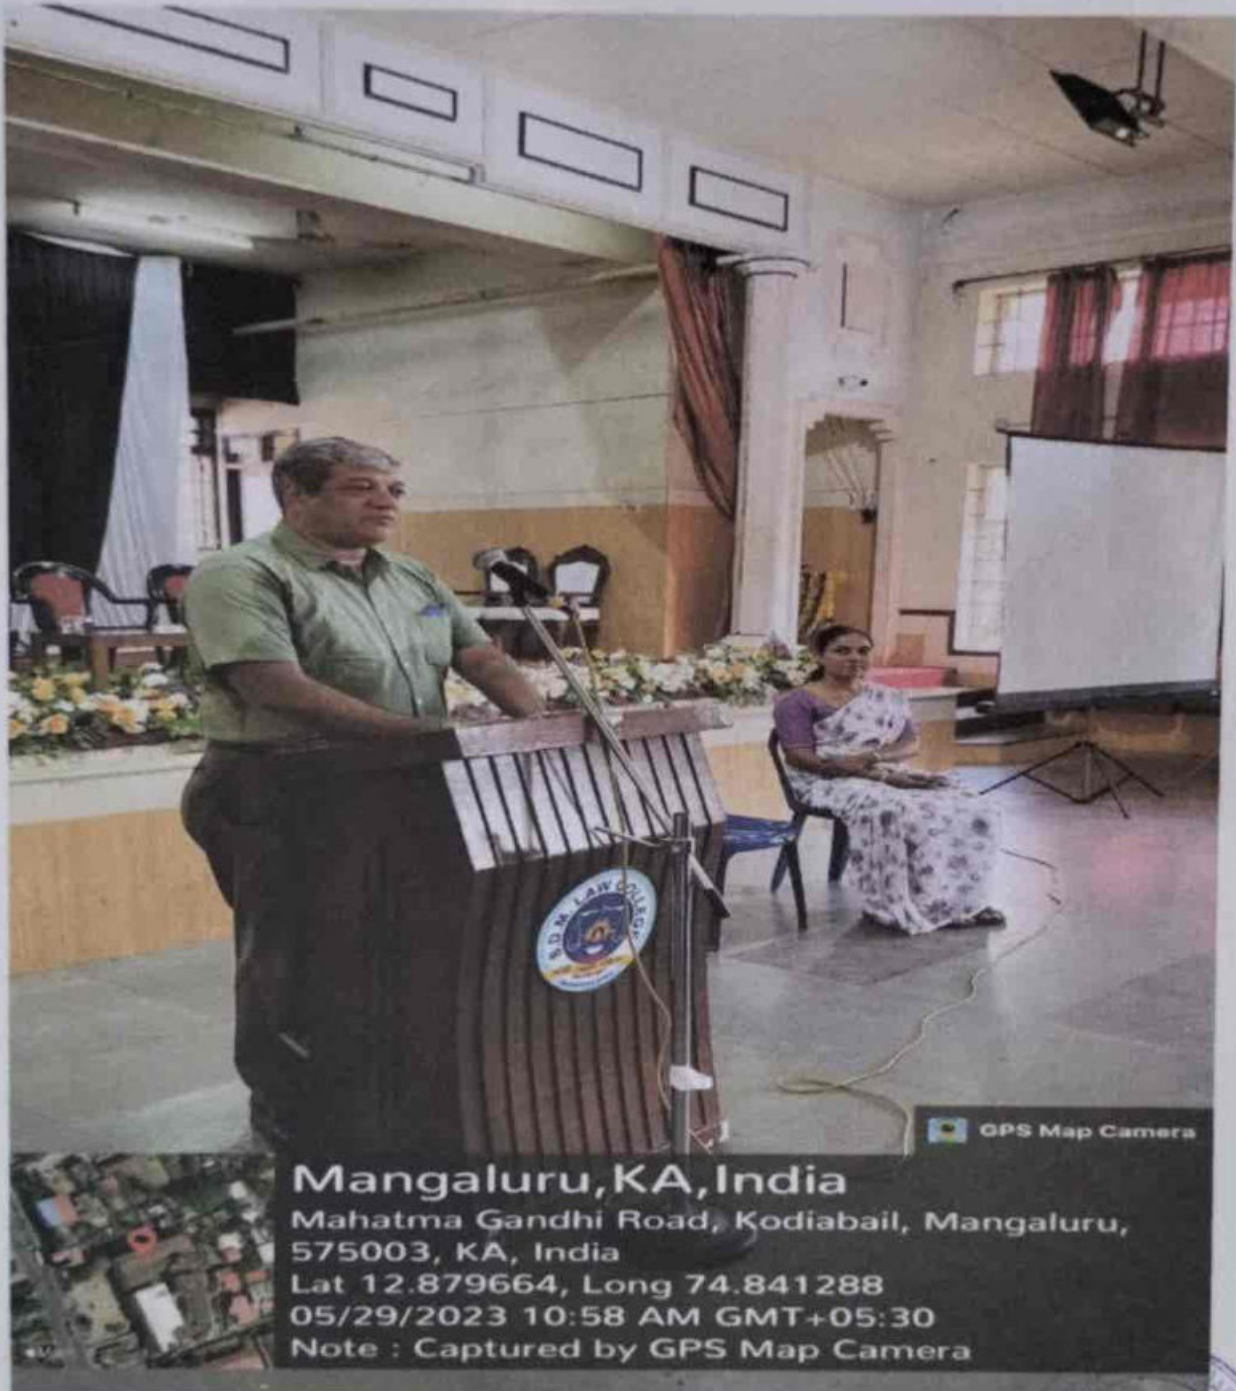 S.D.M. LAW COLLEGE
GPS Map Camera
Mangaluru,KA,India
Mahatma Gandhi Road, Kodiabail, Mangaluru,
575003, KA, India
Lat 12.879664, Long 74.841288
05/29/2023 10:58 AM GMT+05:30
Note : Captured by GPS Map Camera